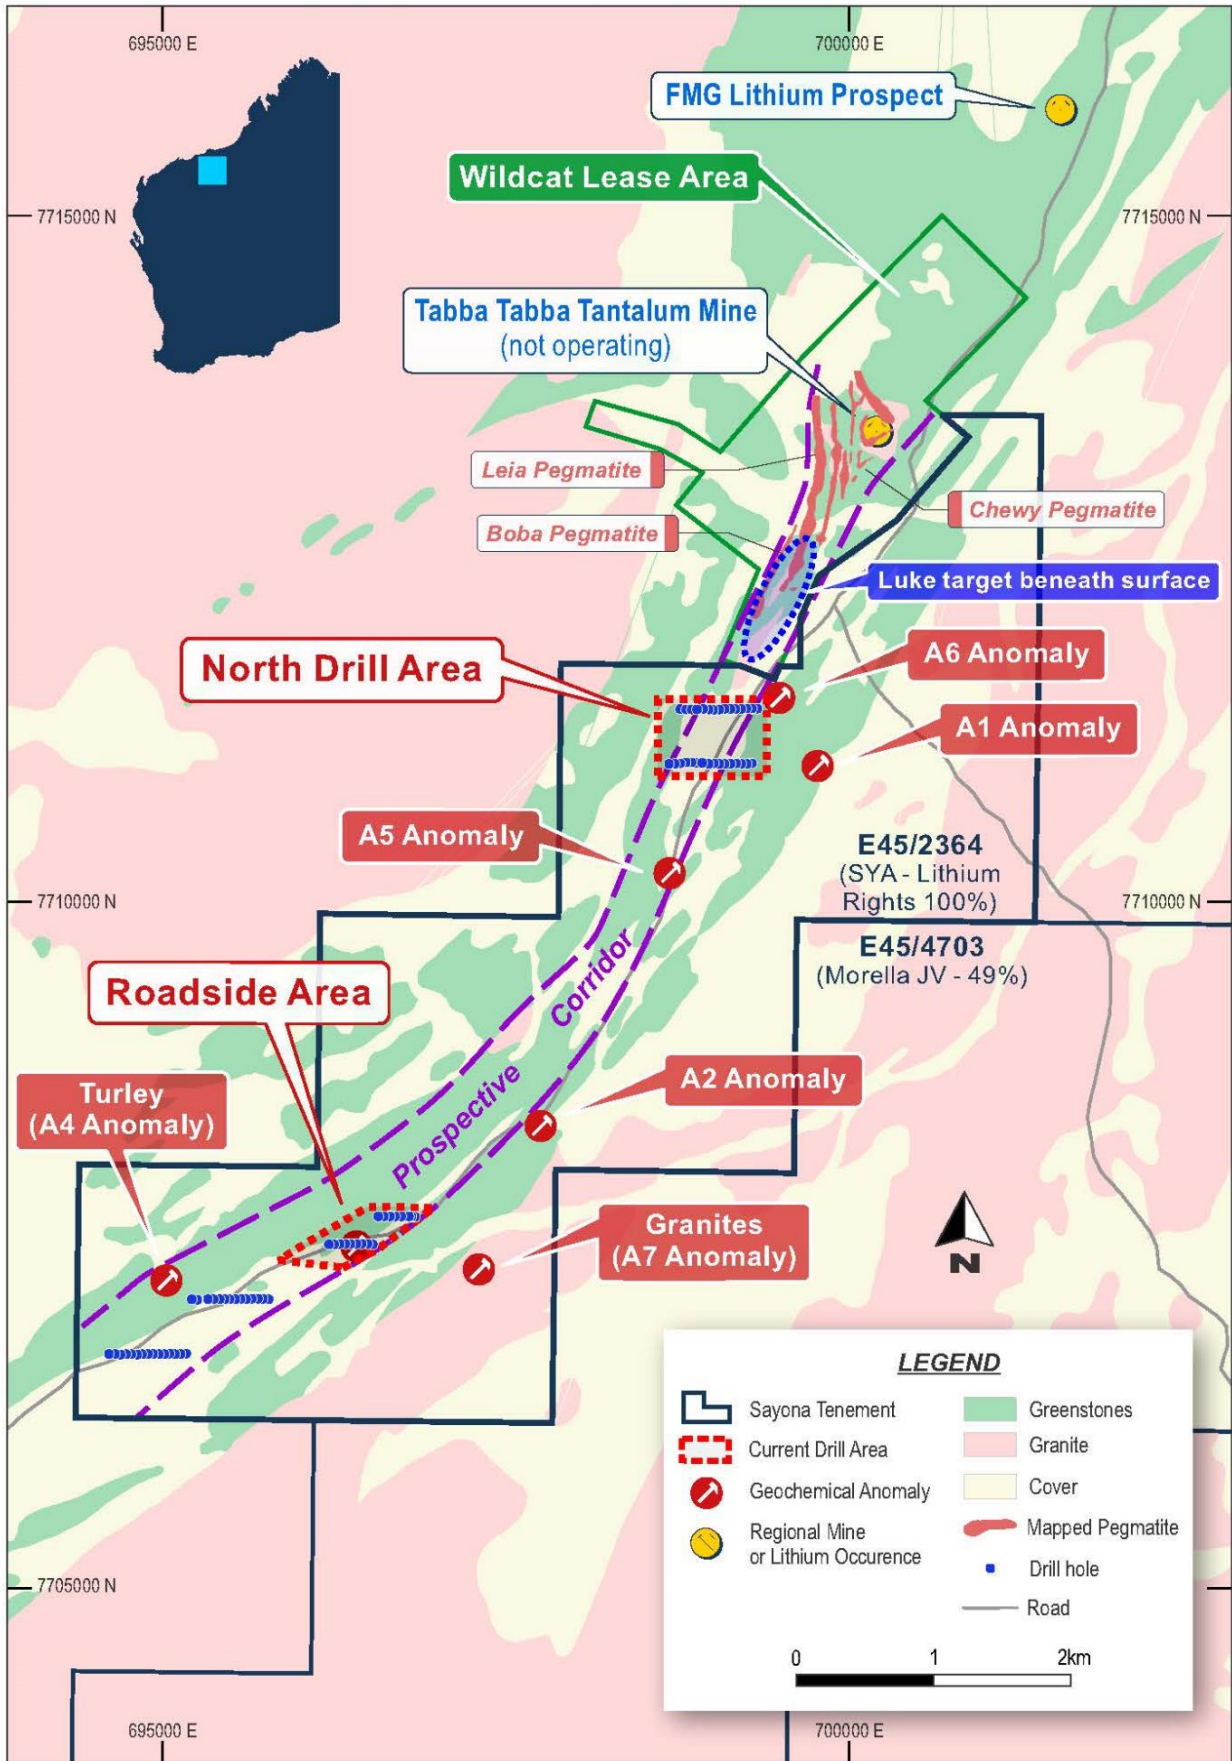 695000 E
700000 E
FMG Lithium Prospect
Wildcat Lease Area
7715000 N
7715000 N
Tabba Tabba Tantalum Mine
(not operating)
Leia Pegmatite
Chewy Pegmatite
Boba Pegmatite
Luke target beneath surface
North Drill Area
A6 Anomaly
A1 Anomaly
A5 Anomaly
E45/2364
(SYA - Lithium
Rights 100%)
7710000 N
7710000 N
E45/4703
(Morella JV - 49%)
Roadside Area
Prospective Corridor
Turley
(A4 Anomaly)
A2 Anomaly
Granites
(A7 Anomaly)
N
LEGEND
Sayona Tenement
Current Drill Area
Geochemical Anomaly
Regional Mine
or Lithium Occurence
Greenstones
Granite
Cover
Mapped Pegmatite
Drill hole
Road
0 1 2km
7705000 N
695000 E
700000 E